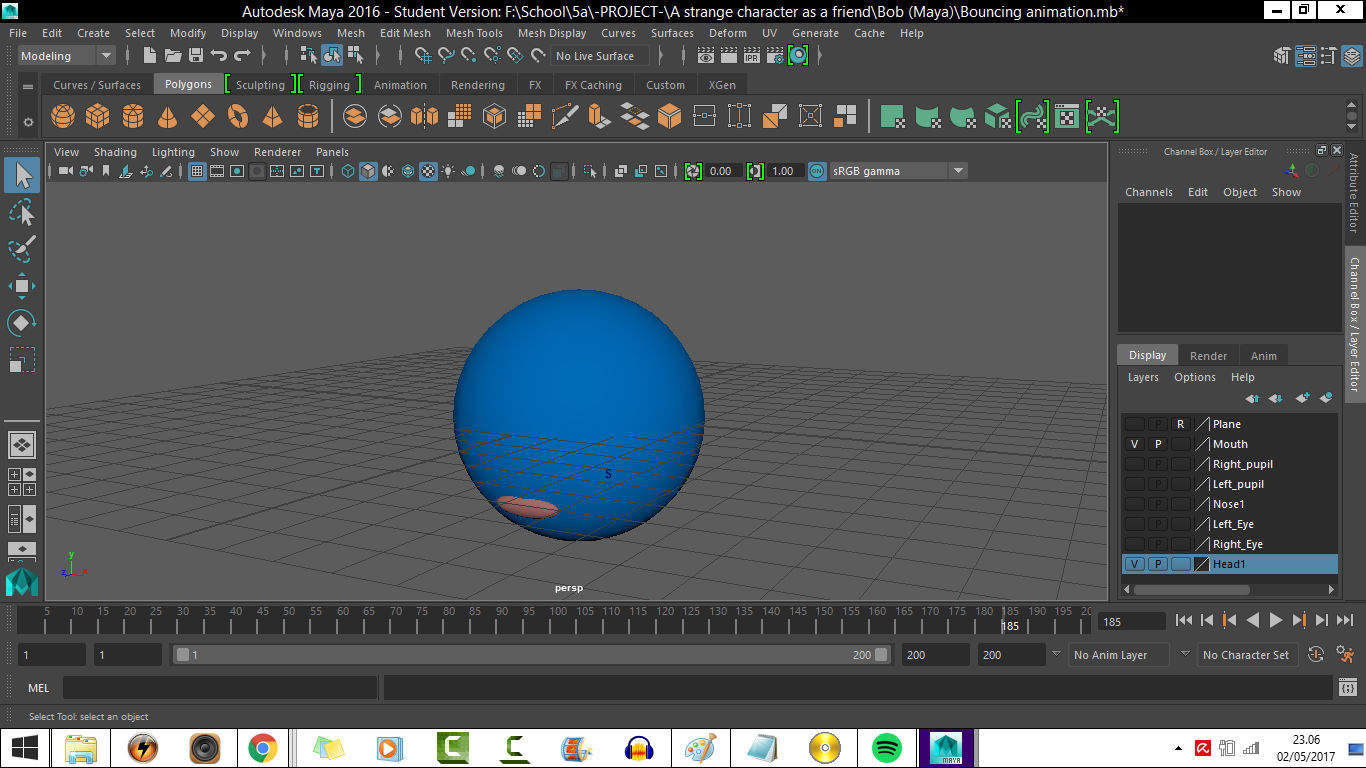 Autodesk Maya 2016 - Student Version: F:\School\5a\-PROJECT-\A strange character as a friend\Bob (Maya)\Bouncing animation.mb*
File Edit Create Select Modify Display Windows Mesh Edit Mesh Mesh Tools Mesh Display Curves Surfaces Deform UV Generate Cache Help
Modeling No Live Surface IPR
Curves / Surfaces Polygons Sculpting Rigging Animation Rendering FX FX Caching Custom XGen
View Shading Lighting Show Renderer Panels
0.00 1.00 ON sRGB gamma
Channel Box / Layer Editor
Channels Edit Object Show
Attribute Editor
Channel Box / Layer Editor
Display Render Anim
Layers Options Help
P R Plane
V P Mouth
P Right_pupil
P Left_pupil
P Nose1
P Left_Eye
P Right_Eye
V P Head1
S
y
z x
persp
5 10 15 20 25 30 35 40 45 50 55 60 65 70 75 80 85 90 95 100 105 110 115 120 125 130 135 140 145 150 155 160 165 170 175 180 185 190 195 20
185
185
1 1 1 200 200 200 No Anim Layer No Character Set
MEL
Select Tool: select an object
MAYA
23.06
02/05/2017